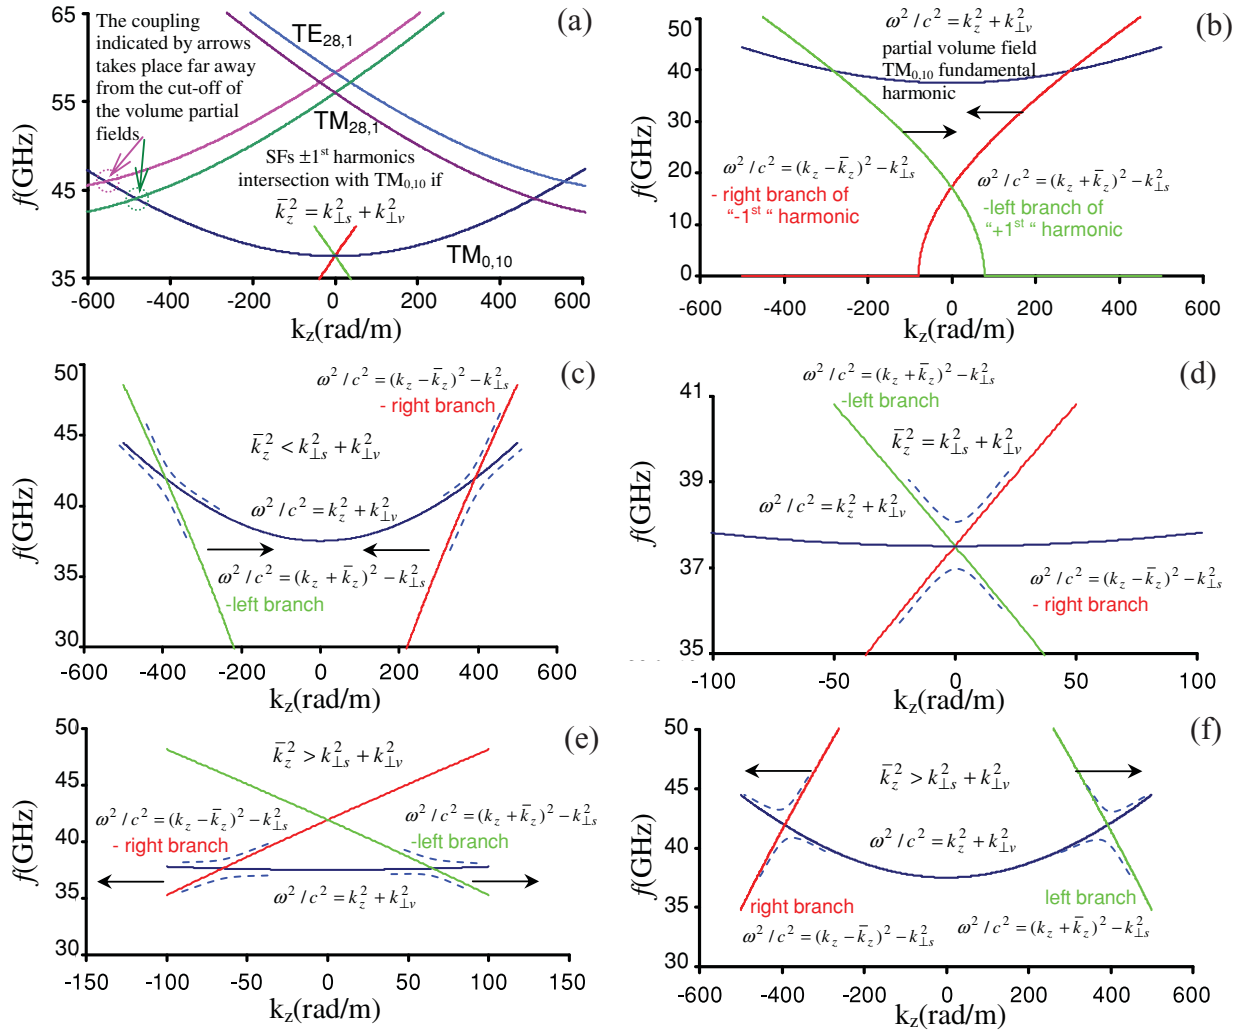 (a)
65
The coupling
indicated by arrows
takes place far away
from the cut-off of
the volume partial
fields
TE28,1
TM28,1
SFs ±1st harmonics
intersection with TM0,10 if
k̄z² = k⊥s² + k⊥v²
TM0,10
55
45
35
f(GHz)
-600 -400 -200 0 200 400 600
kz(rad/m)
(b)
ω²/c² = kz² + k⊥v²
partial volume field
TM0,10 fundamental
harmonic
ω²/c² = (kz − k̄z)² − k⊥s²
- right branch of
“-1st “ harmonic
ω²/c² = (kz + k̄z)² − k⊥s²
-left branch of
“+1st “ harmonic
50
40
30
20
10
0
f(GHz)
-600 -400 -200 0 200 400 600
kz(rad/m)
(c)
ω²/c² = (kz − k̄z)² − k⊥s²
- right branch
k̄z² < k⊥s² + k⊥v²
ω²/c² = kz² + k⊥v²
ω²/c² = (kz + k̄z)² − k⊥s²
-left branch
50
45
40
35
30
f(GHz)
-600 -400 -200 0 200 400 600
kz(rad/m)
(d)
ω²/c² = (kz + k̄z)² − k⊥s²
-left branch
k̄z² = k⊥s² + k⊥v²
ω²/c² = kz² + k⊥v²
ω²/c² = (kz − k̄z)² − k⊥s²
- right branch
41
39
37
35
f(GHz)
-100 -50 0 50 100
kz(rad/m)
(e)
k̄z² > k⊥s² + k⊥v²
ω²/c² = (kz − k̄z)² − k⊥s²
- right branch
ω²/c² = (kz + k̄z)² − k⊥s²
-left branch
ω²/c² = kz² + k⊥v²
50
45
40
35
30
f(GHz)
-150 -100 -50 0 50 100 150
kz(rad/m)
(f)
k̄z² > k⊥s² + k⊥v²
ω²/c² = kz² + k⊥v²
right branch
ω²/c² = (kz − k̄z)² − k⊥s²
left branch
ω²/c² = (kz + k̄z)² − k⊥s²
50
45
40
35
30
f(GHz)
-600 -400 -200 0 200 400 600
kz(rad/m)